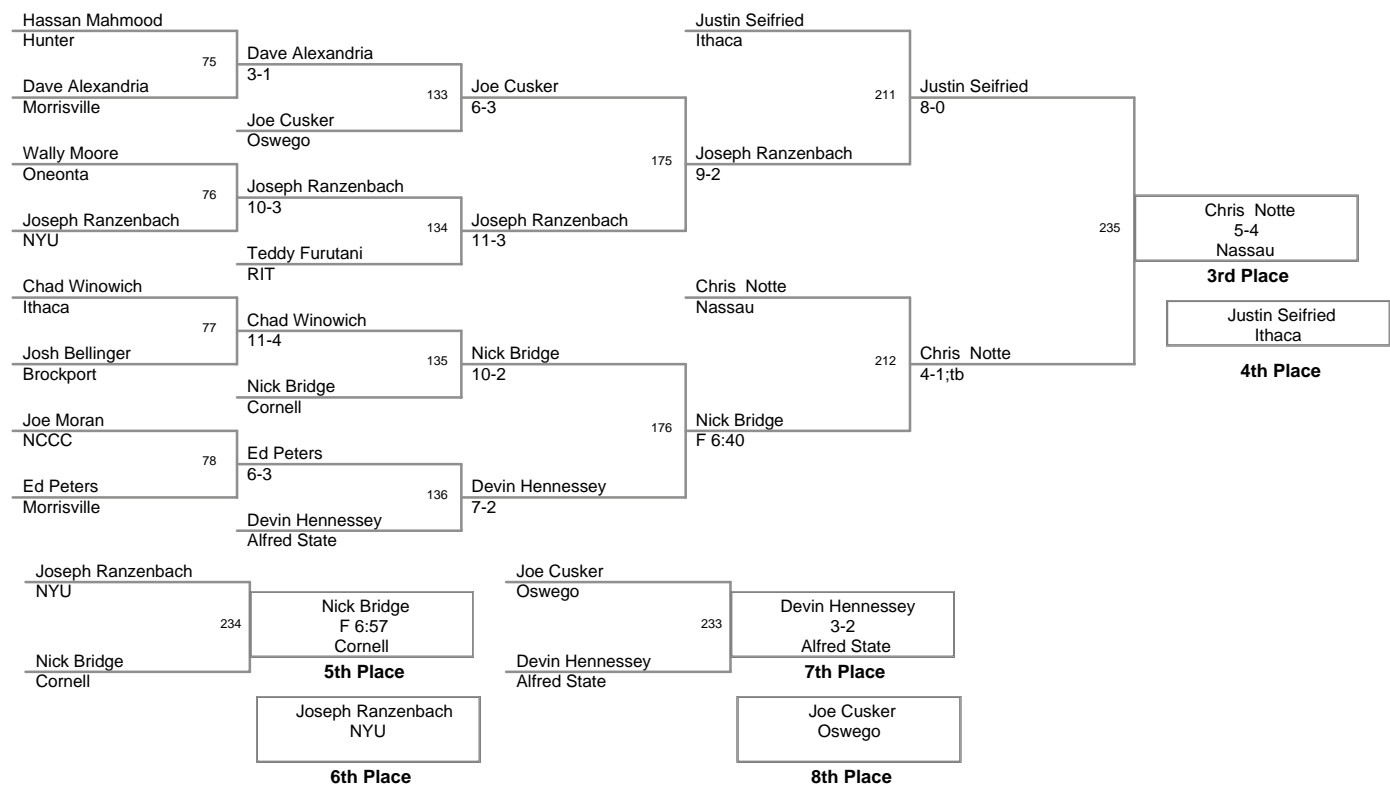 Hassan Mahmood
Hunter
75
Dave Alexandria
Morrisville
Wally Moore
Oneonta
76
Joseph Ranzenbach
NYU
Chad Winowich
Ithaca
77
Josh Bellinger
Brockport
Joe Moran
NCCC
78
Ed Peters
Morrisville
Dave Alexandria
3-1
133
Joe Cusker
Oswego
Joseph Ranzenbach
10-3
134
Teddy Furutani
RIT
Chad Winowich
11-4
135
Nick Bridge
Cornell
Ed Peters
6-3
136
Devin Hennessey
Alfred State
Joe Cusker
6-3
175
Joseph Ranzenbach
11-3
Nick Bridge
10-2
176
Devin Hennessey
7-2
Justin Seifried
Ithaca
211
Joseph Ranzenbach
9-2
Chris  Notte
Nassau
212
Nick Bridge
F 6:40
Justin Seifried
8-0
235
Chris  Notte
4-1;tb
Chris  Notte
5-4
Nassau
3rd Place
Justin Seifried
Ithaca
4th Place
Joseph Ranzenbach
NYU
234
Nick Bridge
Cornell
Nick Bridge
F 6:57
Cornell
5th Place
Joseph Ranzenbach
NYU
6th Place
Joe Cusker
Oswego
233
Devin Hennessey
Alfred State
Devin Hennessey
3-2
Alfred State
7th Place
Joe Cusker
Oswego
8th Place